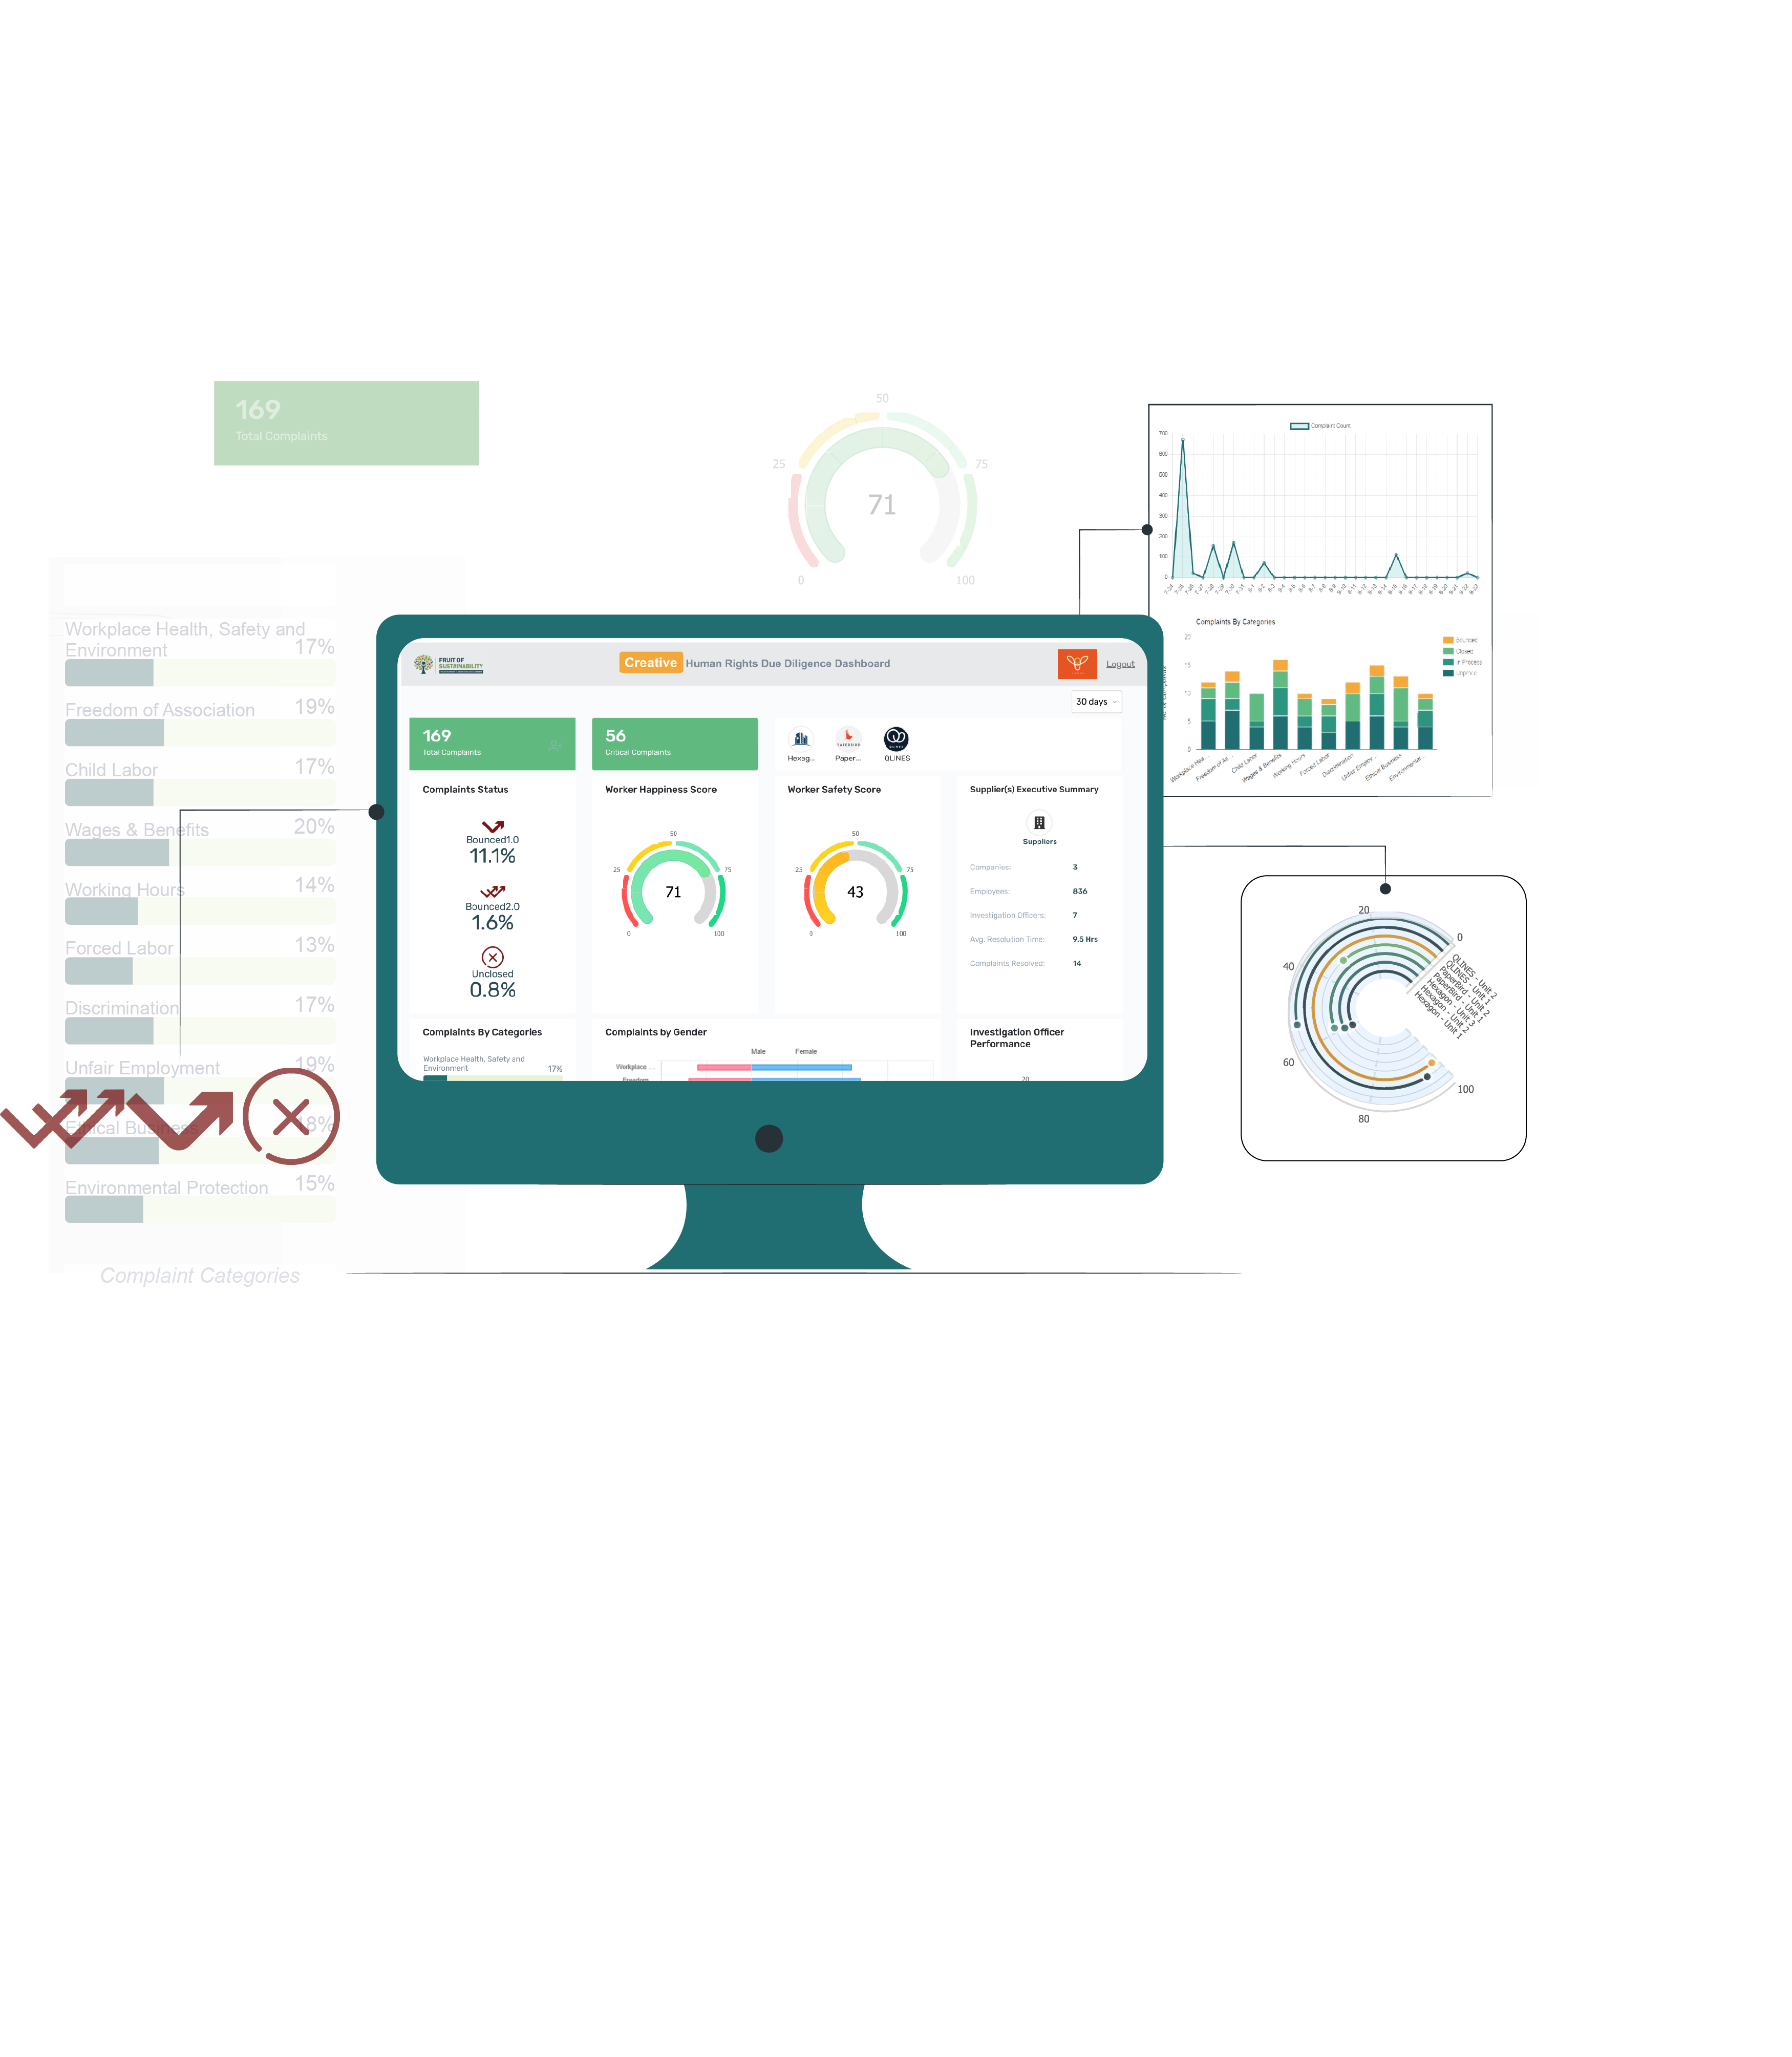 169
Total Complaints
50
25
75
71
0
100
Complaint Count
700
600
500
400
300
200
100
0
Workplace Health, Safety and
Environment 17%
Freedom of Association 19%
Child Labor 17%
Wages & Benefits 20%
Working Hours 14%
Forced Labor 13%
Discrimination 17%
Unfair Employment 19%
Ethical Business 18%
Environmental Protection 15%
Complaint Categories
FRUIT OF
SUSTAINABILITY
Creative Human Rights Due Diligence Dashboard
Logout
30 days
169
Total Complaints
56
Critical Complaints
Hexag...
Paper...
QLINES
Complaints Status
Bounced1.0
11.1%
Bounced2.0
1.6%
Unclosed
0.8%
Worker Happiness Score
50
25
75
71
0
100
Worker Safety Score
50
25
75
43
0
100
Supplier(s) Executive Summary
Suppliers
Companies: 3
Employees: 836
Investigation Officers: 7
Avg. Resolution Time: 9.5 Hrs
Complaints Resolved: 14
Complaints By Categories
Workplace Health, Safety and
Environment 17%
Complaints by Gender
Male Female
Workplace ...
Freedom
Investigation Officer
Performance
20
Complaints By Categories
Bounced
Closed
In Process
20
15
10
5
0
Workplace Heal...
Freedom of As...
Child Labor
Wages & Benefits
Working Hours
Forced Labor
Discrimination
Unfair Employ...
Ethical Business
Environmental ...
20
0
40
60
80
100
QLINES - Unit 2
QLINES - Unit 1
PaperBird - Unit 2
PaperBird - Unit 1
Hexagon - Unit 3
Hexagon - Unit 2
Hexagon - Unit 1